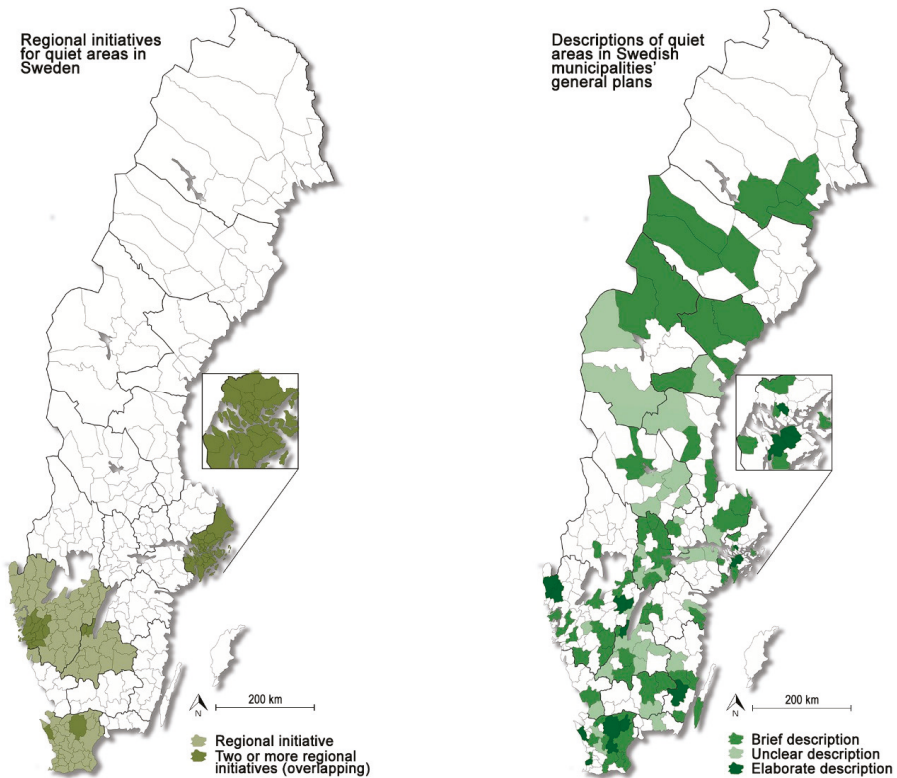 Regional initiatives
for quiet areas in
Sweden
Descriptions of quiet
areas in Swedish
municipalities'
general plans
N
200 km
Regional initiative
Two or more regional
initiatives (overlapping)
N
200 km
Brief description
Unclear description
Elaborate description